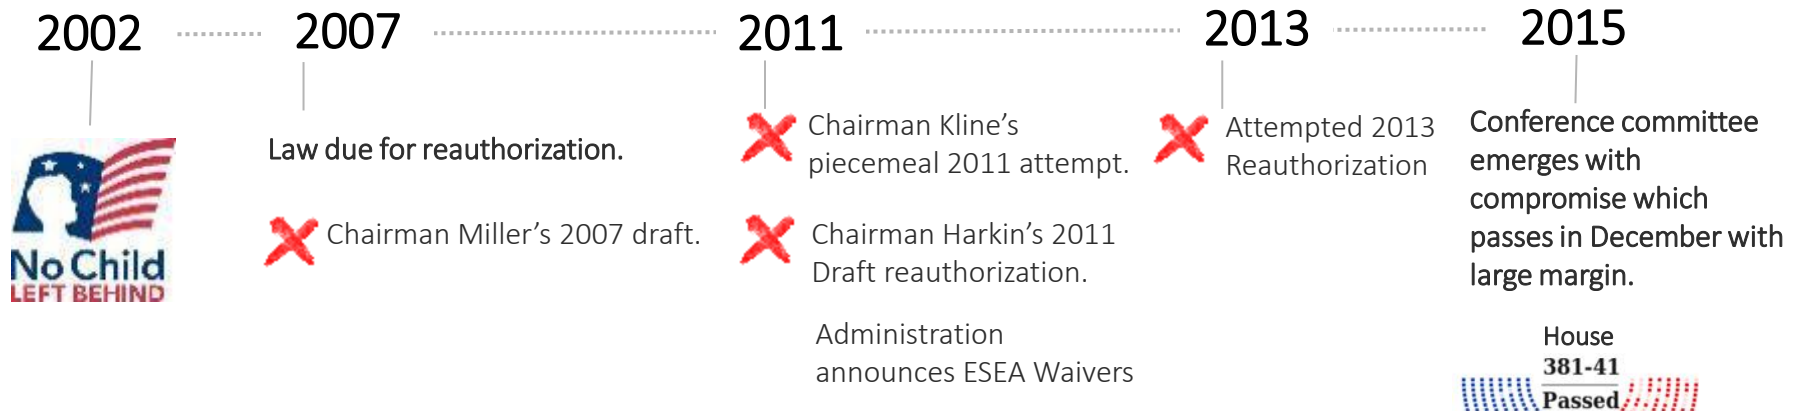 2002
2007
2011
2013
2015
No Child
LEFT BEHIND
Law due for reauthorization.
Chairman Miller’s 2007 draft.
Chairman Kline’s
piecemeal 2011 attempt.
Chairman Harkin’s 2011
Draft reauthorization.
Administration
announces ESEA Waivers
Attempted 2013
Reauthorization
Conference committee
emerges with
compromise which
passes in December with
large margin.
House
381-41
Passed